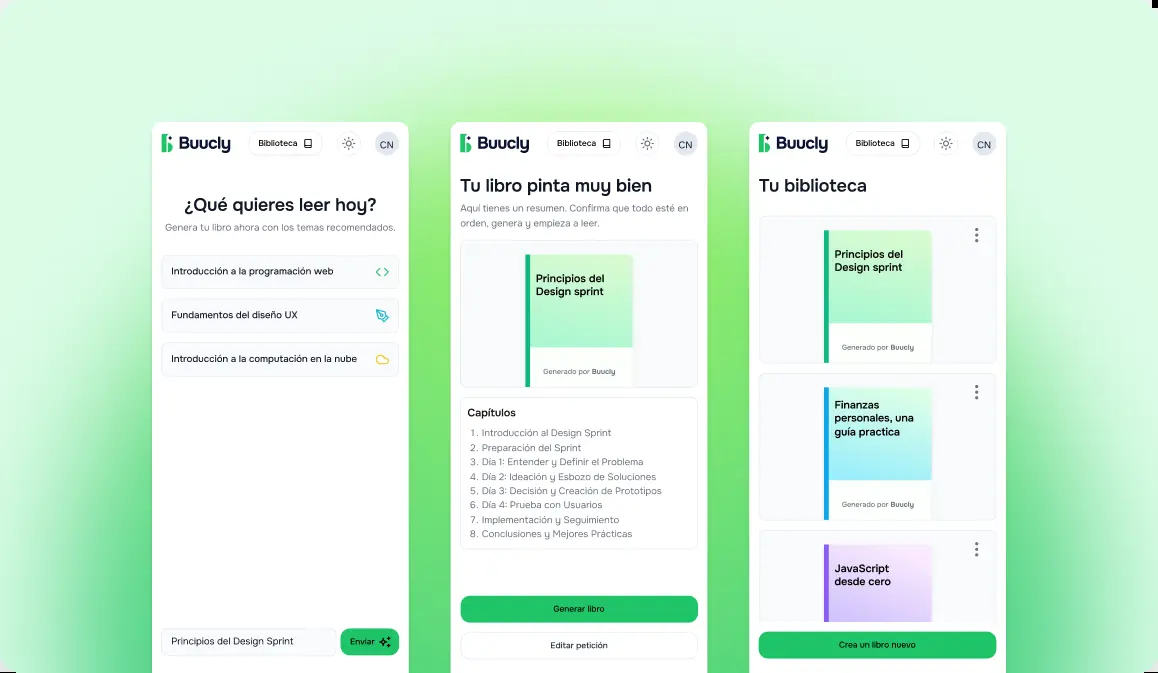 Buucly
Biblioteca
CN
¿Qué quieres leer hoy?
Genera tu libro ahora con los temas recomendados.
Introducción a la programación web
Fundamentos del diseño UX
Introducción a la computación en la nube
Principios del Design Sprint
Enviar
Buucly
Biblioteca
CN
Tu libro pinta muy bien
Aquí tienes un resumen. Confirma que todo esté en
orden, genera y empieza a leer.
Principios del
Design sprint
Generado por Buucly
Capítulos
1. Introducción al Design Sprint
2. Preparación del Sprint
3. Día 1: Entender y Definir el Problema
4. Día 2: Ideación y Esbozo de Soluciones
5. Día 3: Decisión y Creación de Prototipos
6. Día 4: Prueba con Usuarios
7. Implementación y Seguimiento
8. Conclusiones y Mejores Prácticas
Generar libro
Editar petición
Buucly
Biblioteca
CN
Tu biblioteca
Principios del
Design sprint
Generado por Buucly
Finanzas
personales, una
guía practica
Generado por Buucly
JavaScript
desde cero
Crea un libro nuevo